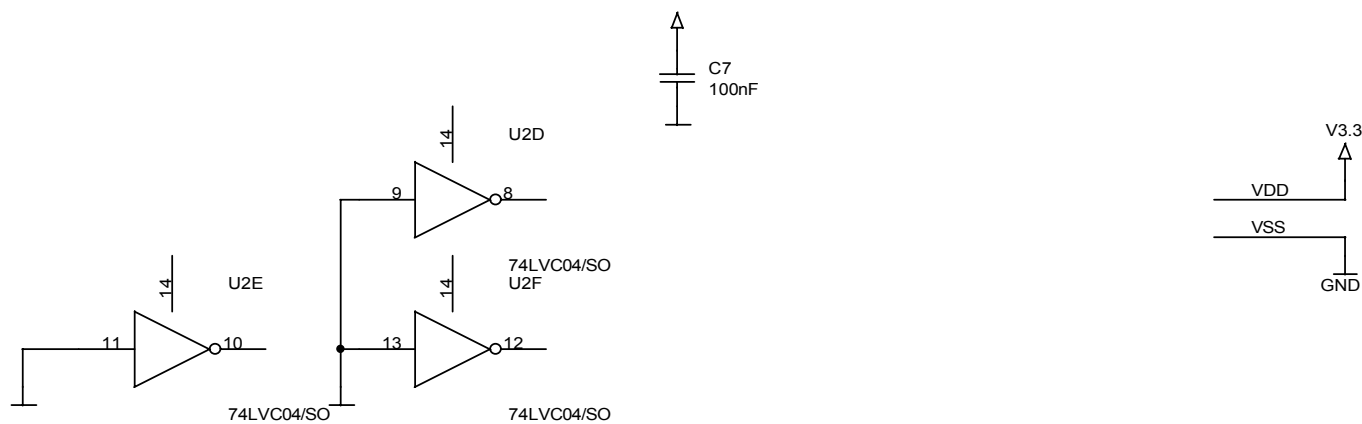 C7
100nF
14
U2D
V3.3
9
8
VDD
VSS
74LVC04/SO
14
U2E
14
U2F
GND
11
10
13
12
74LVC04/SO
74LVC04/SO